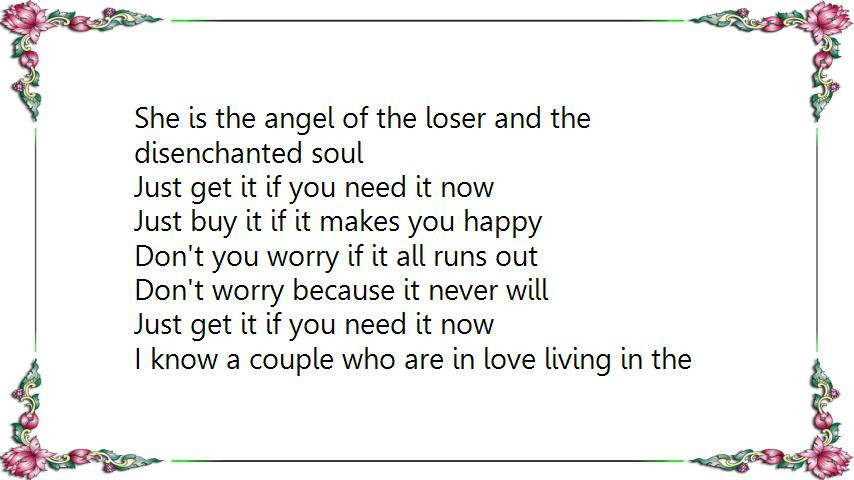 She is the angel of the loser and the
disenchanted soul
Just get it if you need it now
Just buy it if it makes you happy
Don't you worry if it all runs out
Don't worry because it never will
Just get it if you need it now
I know a couple who are in love living in the